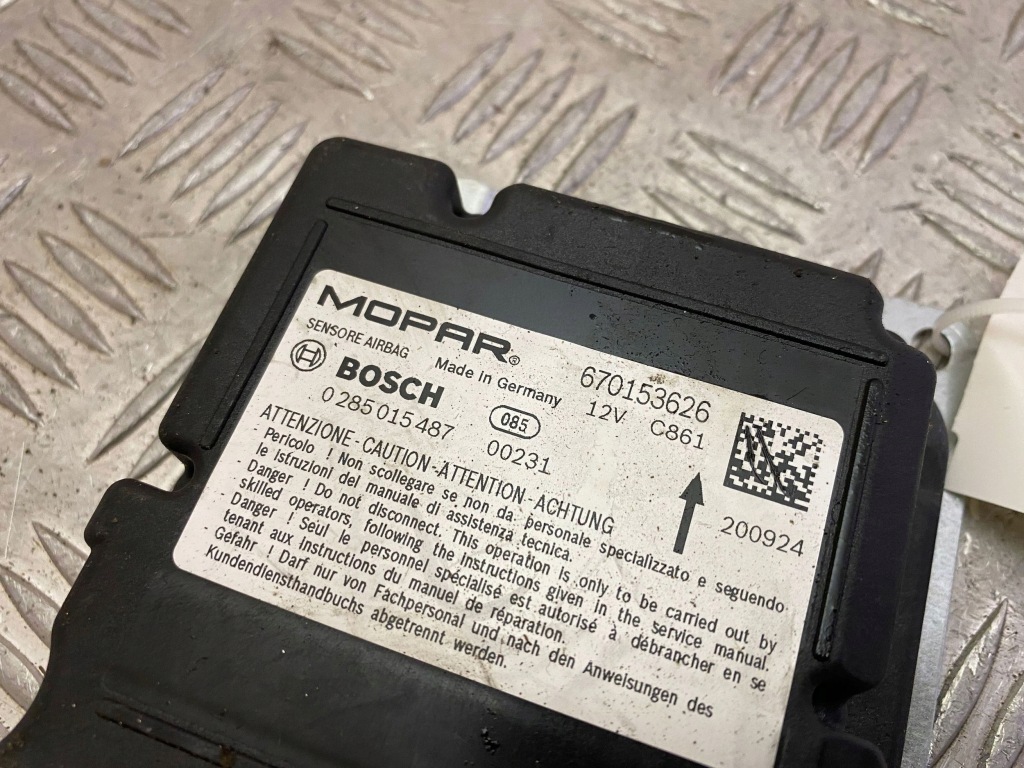 MOPAR®
SENSORE AIRBAG
BOSCH Made in Germany 670153626
0 285 015 487 085 12V C861
00231
200924
ATTENZIONE - CAUTION - ATTENTION - ACHTUNG
Pericolo ! Non scollegare se non da personale specializzato e seguendo
le istruzioni del manuale di assistenza tecnica.
Danger ! Do not disconnect. This operation is only to be carried out by
skilled operators, following the instructions given in the service manual.
Danger ! Seul le personnel spécialisé est autorisé à débrancher en se
tenant aux instructions du manuel de réparation.
Gefahr ! Darf nur von Fachpersonal und nach den Anweisungen des
Kundendiensthandbuchs abgetrennt werden.